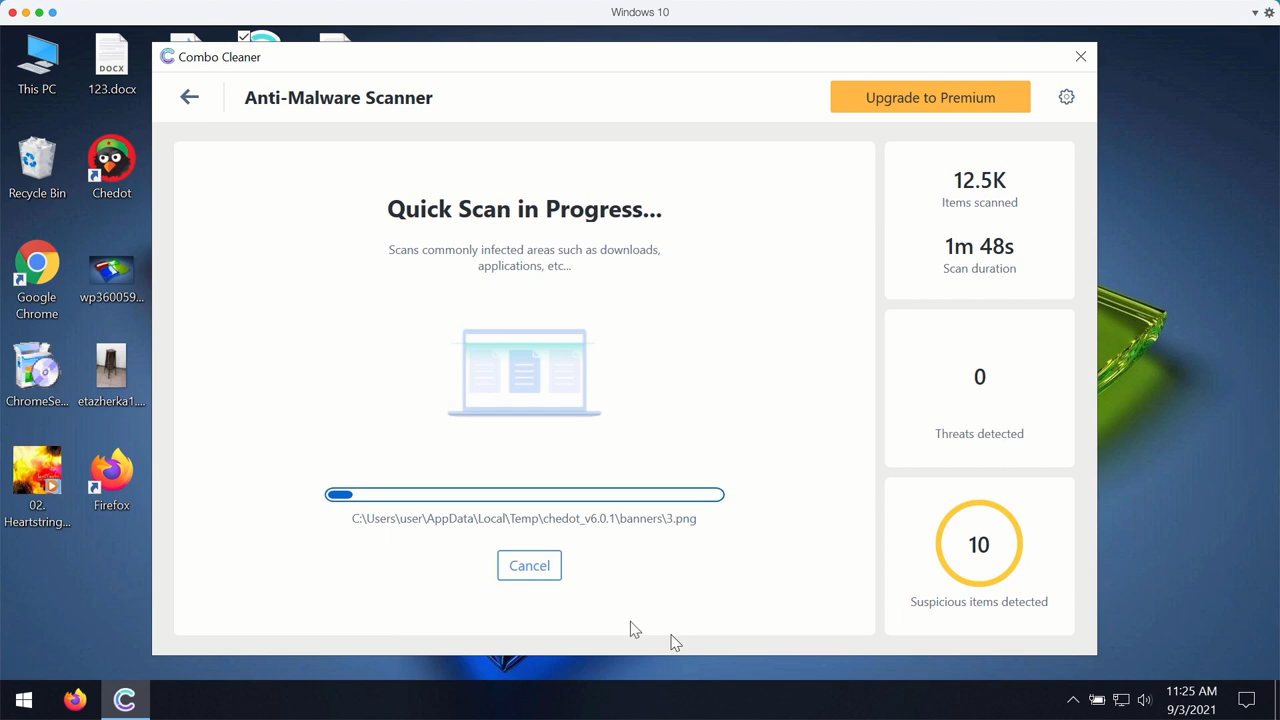 Windows 10
This PC
DOCX
123.docx
Recycle Bin
Chedot
Google
Chrome
wp360059...
ChromeSe...
etazherka1....
02.
Heartstring...
Firefox
Combo Cleaner
Anti-Malware Scanner
Upgrade to Premium
Quick Scan in Progress...
Scans commonly infected areas such as downloads,
applications, etc...
C:\Users\user\AppData\Local\Temp\chedot_v6.0.1\banners\3.png
Cancel
12.5K
Items scanned
1m 48s
Scan duration
0
Threats detected
10
Suspicious items detected
11:25 AM
9/3/2021